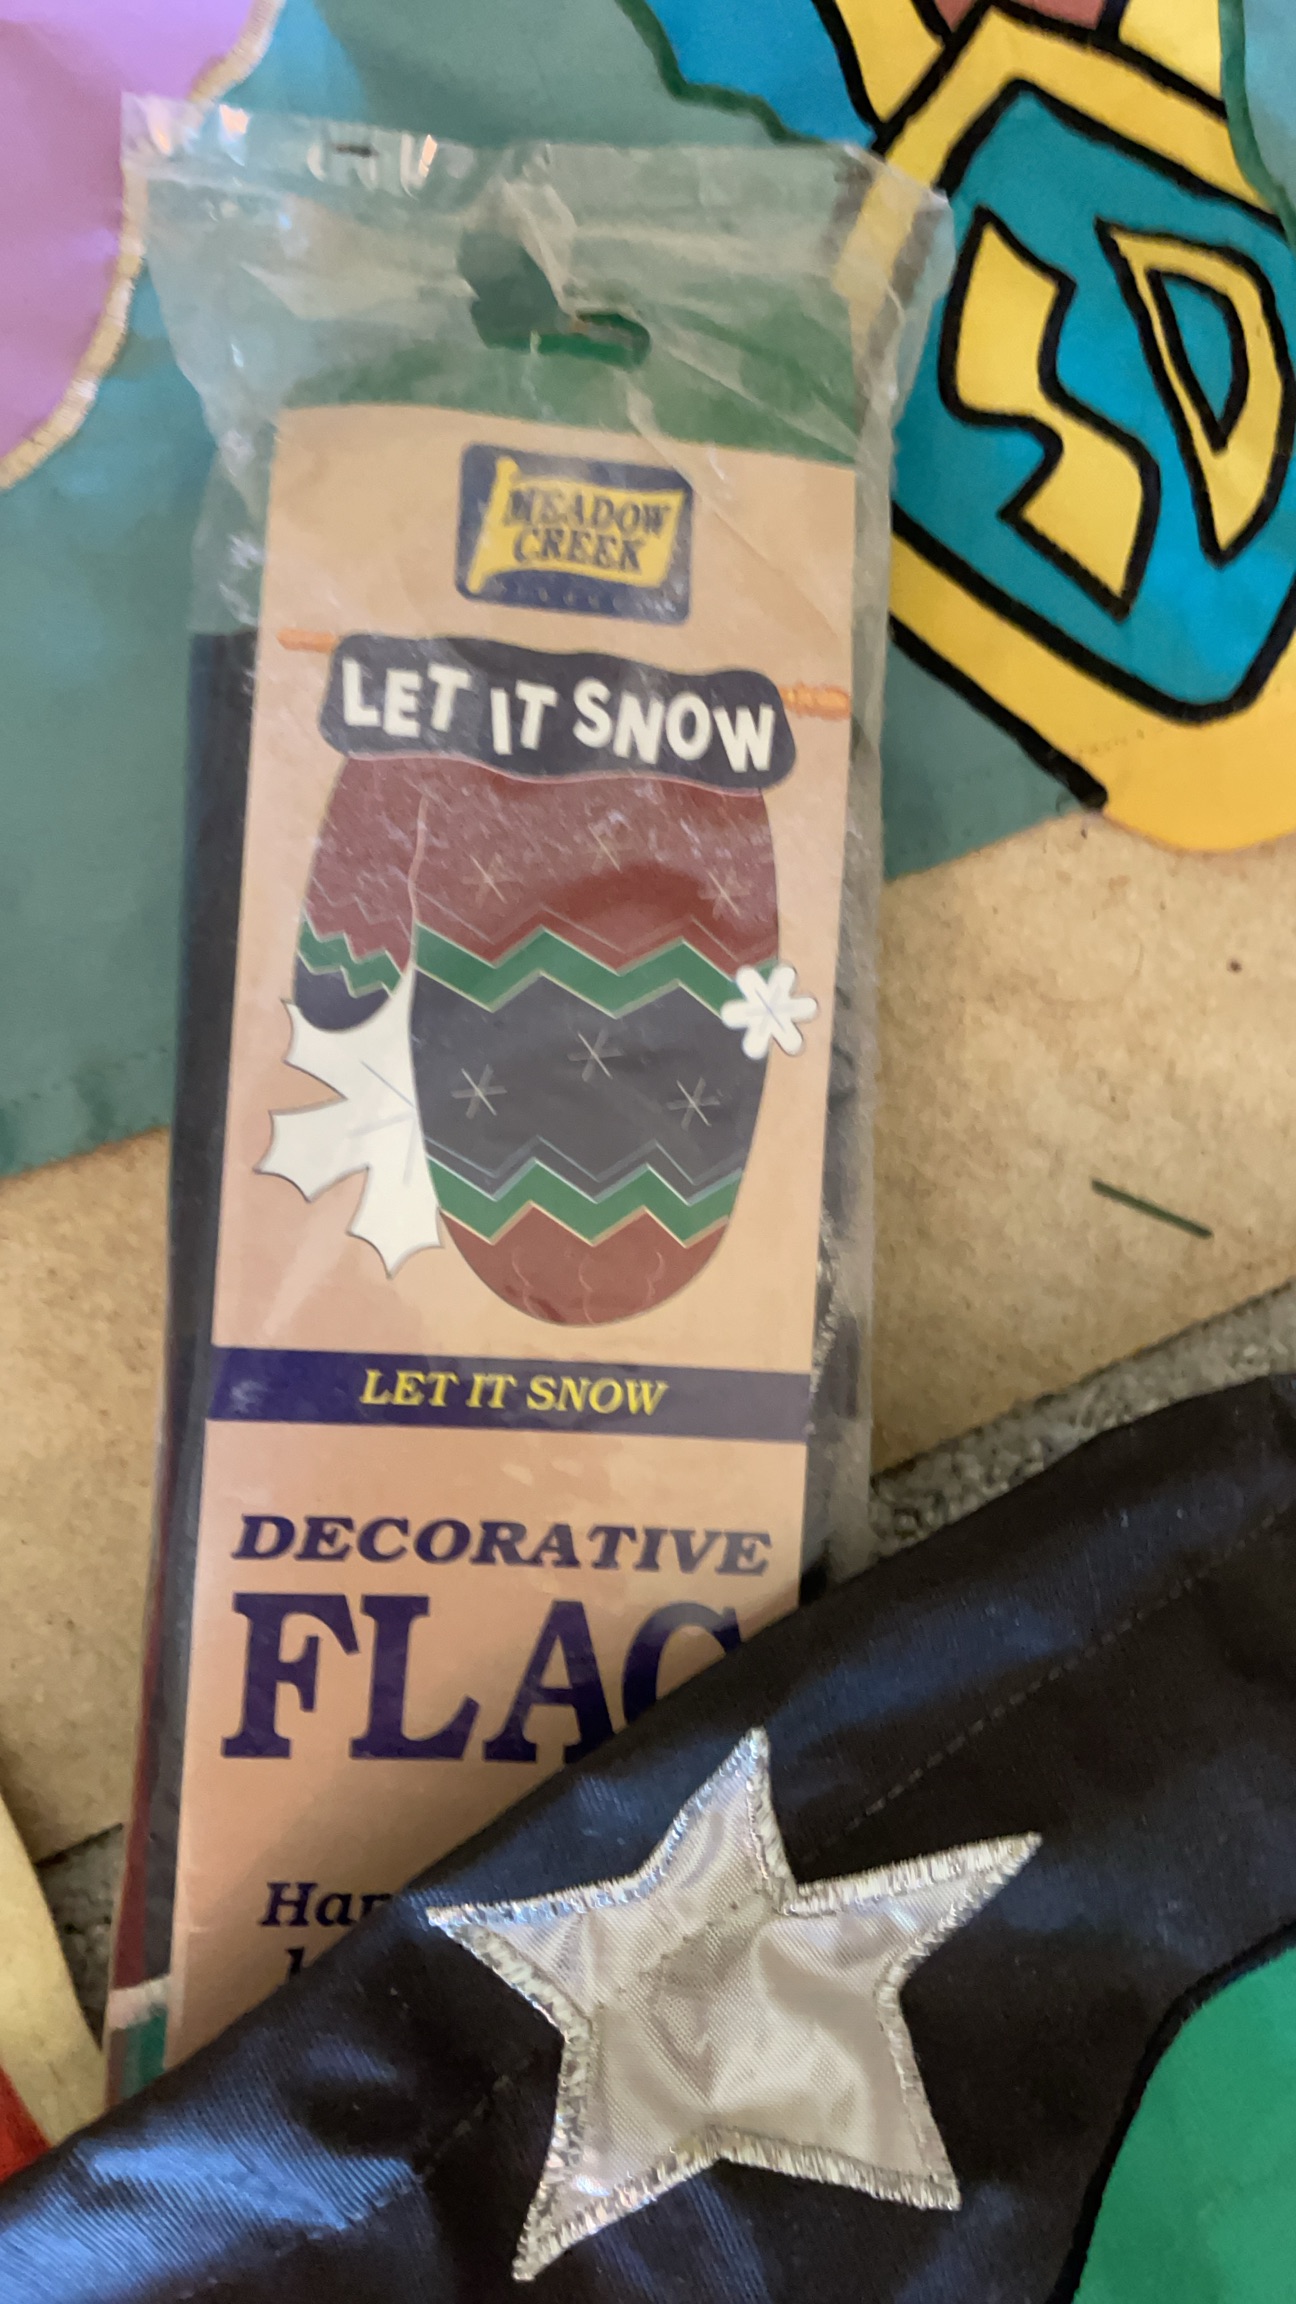 MEADOW
CREEK
LET IT SNOW
LET IT SNOW
DECORATIVE
FLAG